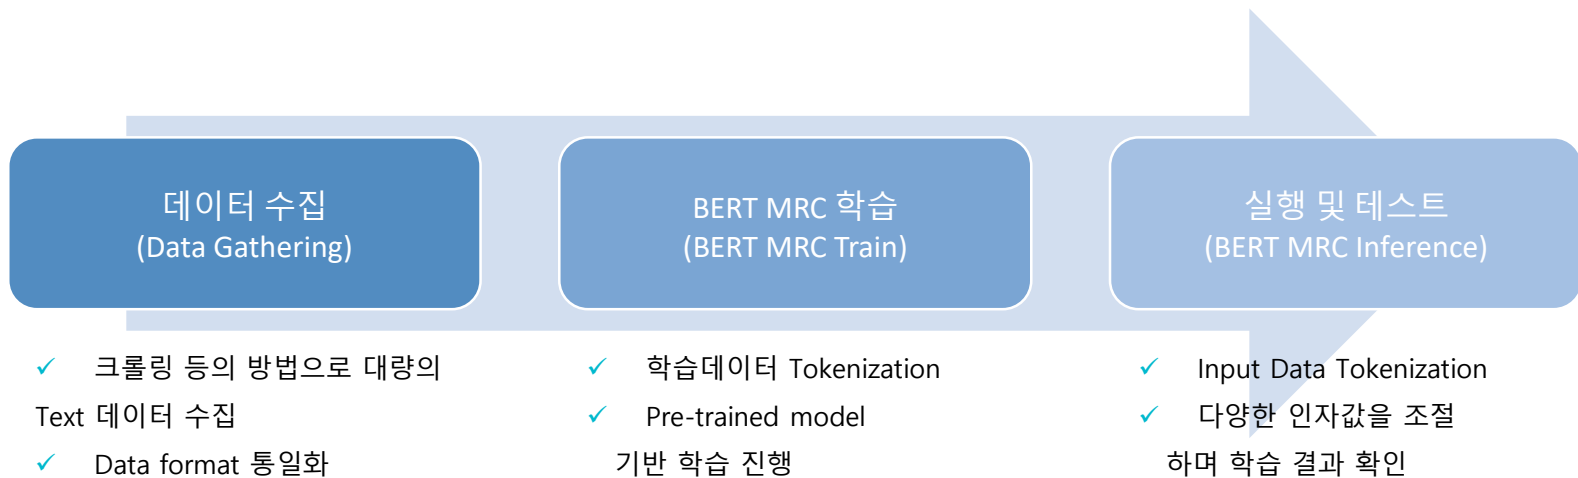 데이터 수집
(Data Gathering)
BERT MRC 학습
(BERT MRC Train)
실행 및 테스트
(BERT MRC Inference)
✓ 크롤링 등의 방법으로 대량의
Text 데이터 수집
✓ Data format 통일화
✓ 학습데이터 Tokenization
✓ Pre-trained model
기반 학습 진행
✓ Input Data Tokenization
✓ 다양한 인자값을 조절
하며 학습 결과 확인